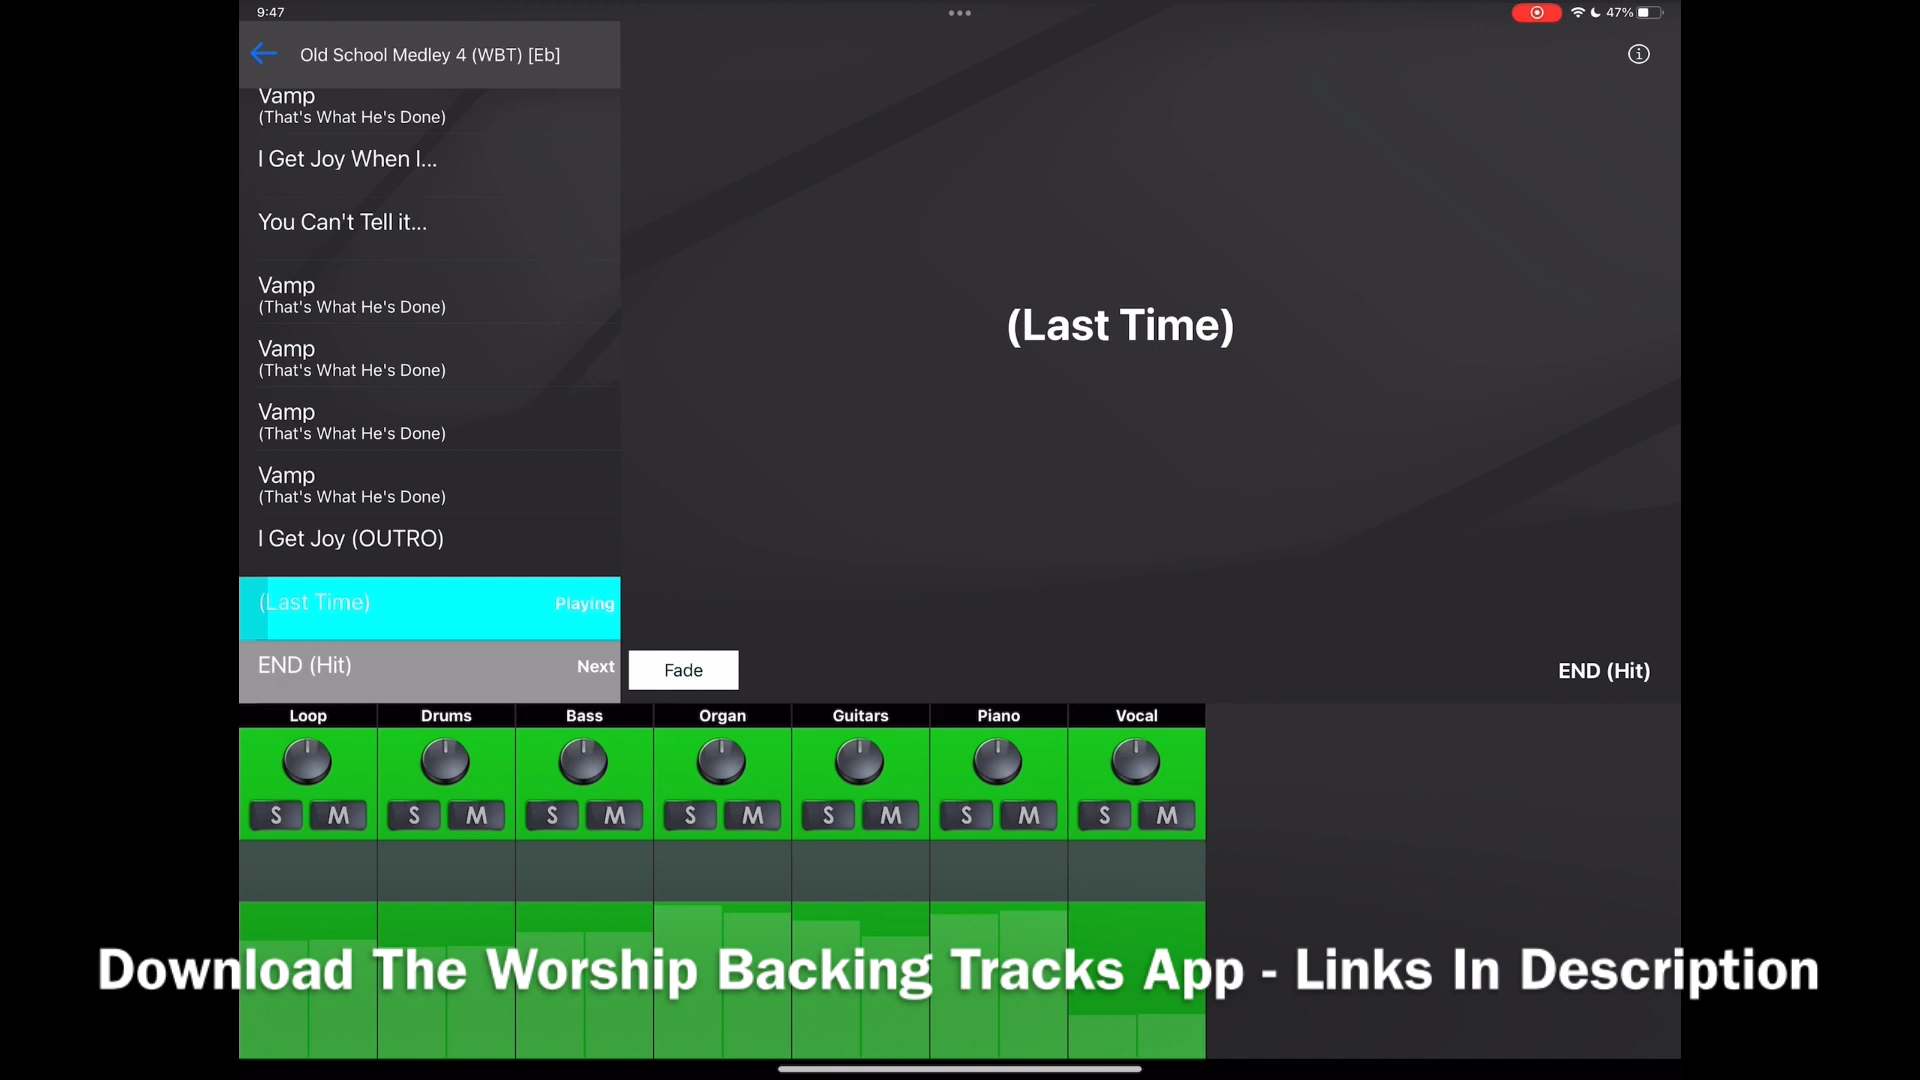 9:47
47%
Old School Medley 4 (WBT) [Eb]
Vamp
(That's What He's Done)
I Get Joy When I...
You Can't Tell it...
Vamp
(That's What He's Done)
Vamp
(That's What He's Done)
Vamp
(That's What He's Done)
Vamp
(That's What He's Done)
I Get Joy (OUTRO)
(Last Time) Playing
END (Hit) Next
(Last Time)
Fade
END (Hit)
Loop Drums Bass Organ Guitars Piano Vocal
S M S M S M S M S M S M S M
Download The Worship Backing Tracks App - Links In Description